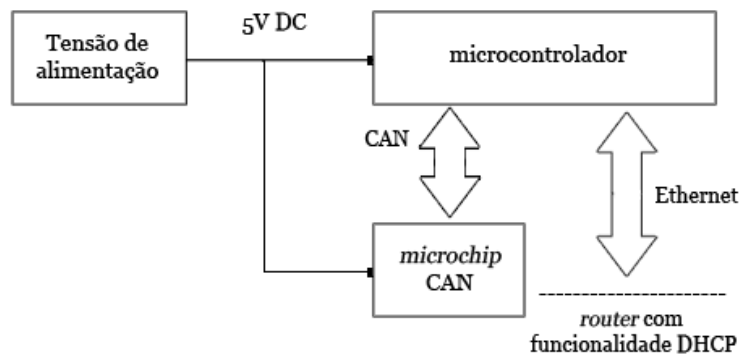 Tensão de
alimentação
5V DC
microcontrolador
CAN
Ethernet
microchip
CAN
router com
funcionalidade DHCP